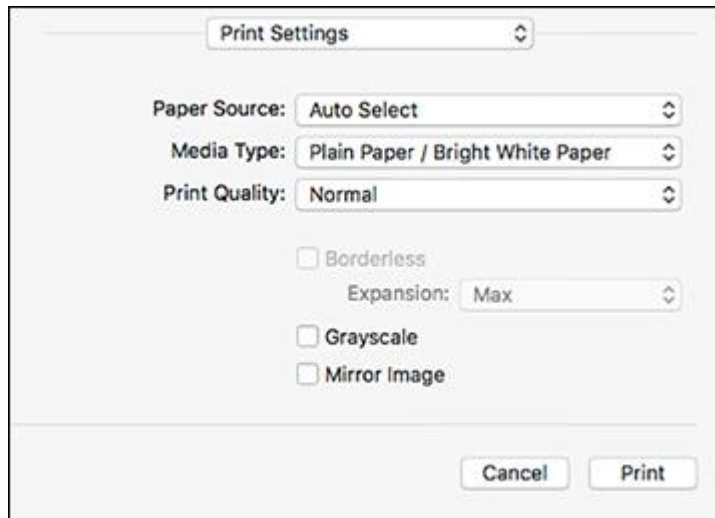 Print Settings
Paper Source: Auto Select
Media Type: Plain Paper / Bright White Paper
Print Quality: Normal
Borderless
Expansion: Max
Grayscale
Mirror Image
Cancel Print